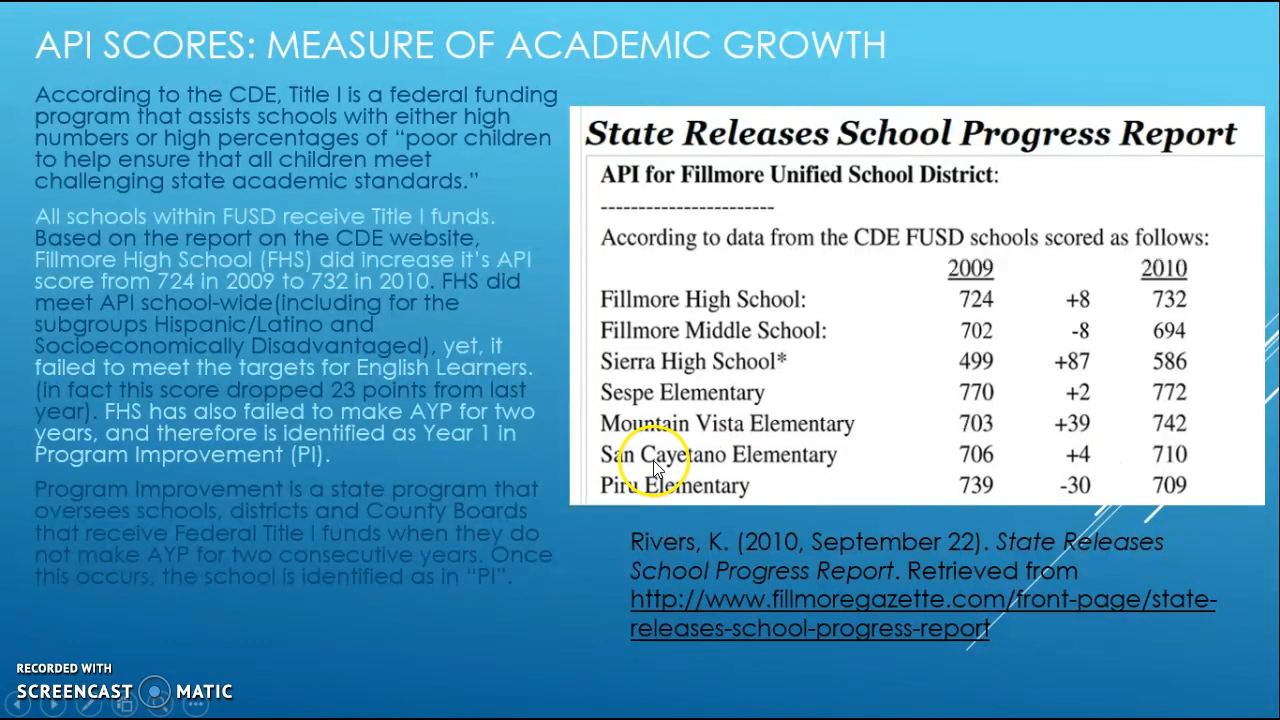 API SCORES: MEASURE OF ACADEMIC GROWTH
According to the CDE, Title I is a federal funding
program that assists schools with either high
numbers or high percentages of “poor children
to help ensure that all children meet
challenging state academic standards.”
All schools within FUSD receive Title I funds.
Based on the report on the CDE website,
Fillmore High School (FHS) did increase it’s API
score from 724 in 2009 to 732 in 2010. FHS did
meet API school-wide(including for the
subgroups Hispanic/Latino and
Socioeconomically Disadvantaged), yet, it
failed to meet the targets for English Learners.
(in fact this score dropped 23 points from last
year). FHS has also failed to make AYP for two
years, and therefore is identified as Year 1 in
Program Improvement (PI).
Program Improvement is a state program that
oversees schools, districts and County Boards
that receive Federal Title I funds when they do
not make AYP for two consecutive years. Once
this occurs, the school is identified as in “PI”.
State Releases School Progress Report
API for Fillmore Unified School District:
-----------------------
According to data from the CDE FUSD schools scored as follows:
2009 2010
Fillmore High School: 724 +8 732
Fillmore Middle School: 702 -8 694
Sierra High School* 499 +87 586
Sespe Elementary 770 +2 772
Mountain Vista Elementary 703 +39 742
San Cayetano Elementary 706 +4 710
Piru Elementary 739 -30 709
Rivers, K. (2010, September 22). State Releases
School Progress Report. Retrieved from
http://www.fillmoregazette.com/front-page/state-
releases-school-progress-report
RECORDED WITH
SCREENCAST MATIC